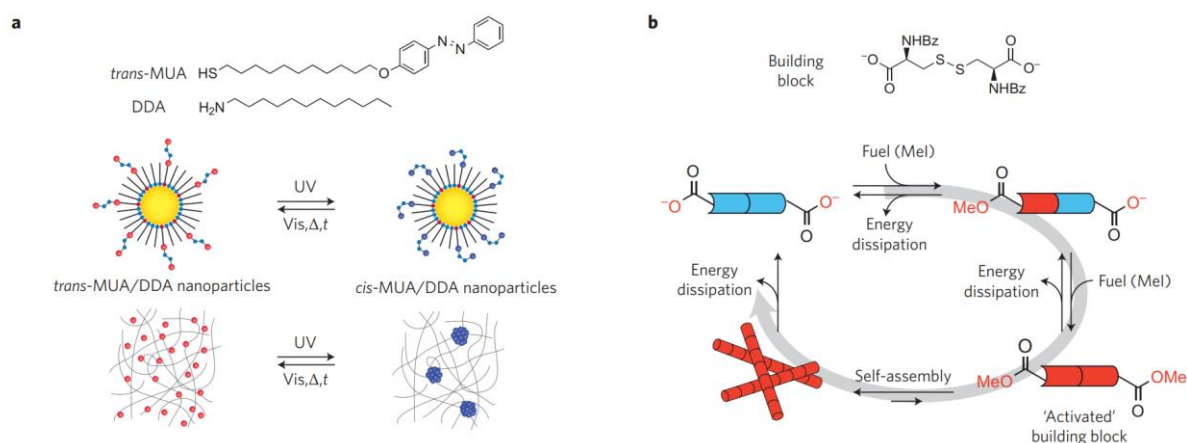 a
trans-MUA
HS
O
N
N
DDA
H2N
UV
Vis,Δ,t
trans-MUA/DDA nanoparticles
cis-MUA/DDA nanoparticles
UV
Vis,Δ,t
b
Building
block
NHBz
O
−O
O
S
S
O−
O
NHBz
O
−O
O−
O
Fuel (MeI)
Energy
dissipation
O
MeO
O−
O
Energy
dissipation
Energy
dissipation
Fuel (MeI)
Self-assembly
O
MeO
OMe
O
'Activated'
building block